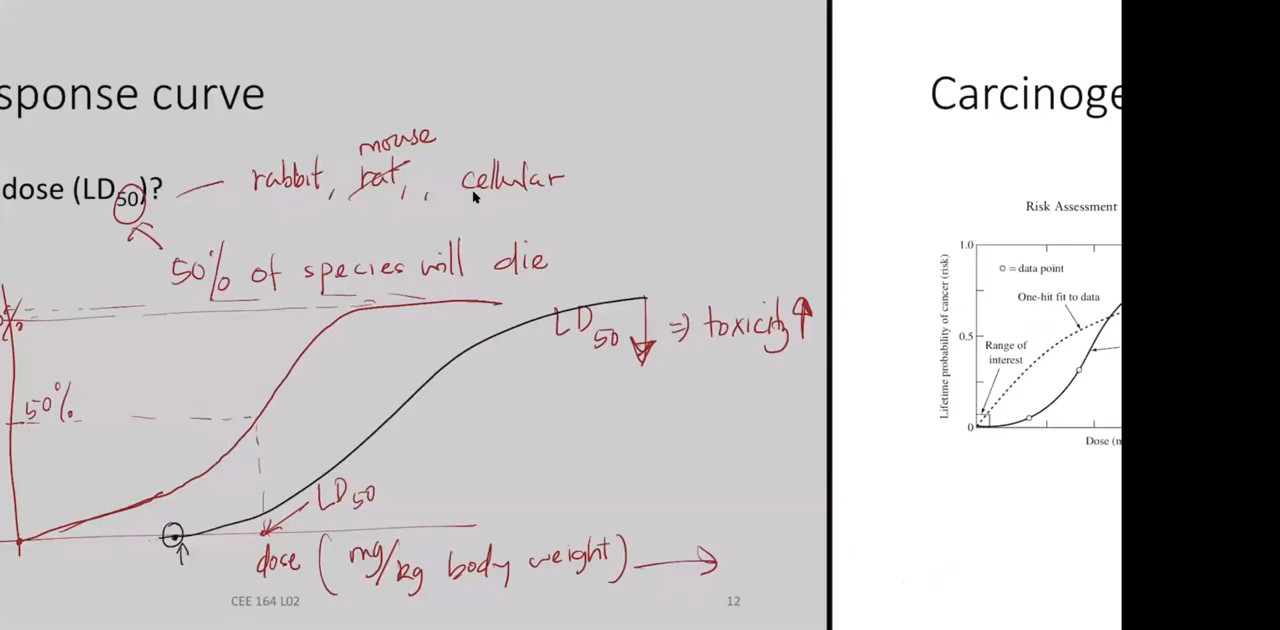 sponse curve
mouse
dose (LD50)? — rabbit, rat, , cellular
50% of species will die
50%
LD50 ⇒ toxicity ↑
LD50
dose ( mg/kg body weight )
CEE 164 L02
12
Carcinoge
Risk Assessment
1.0
= data point
One-hit fit to data
0.5
Range of
interest
0
Lifetime probability of cancer (risk)
Dose (m